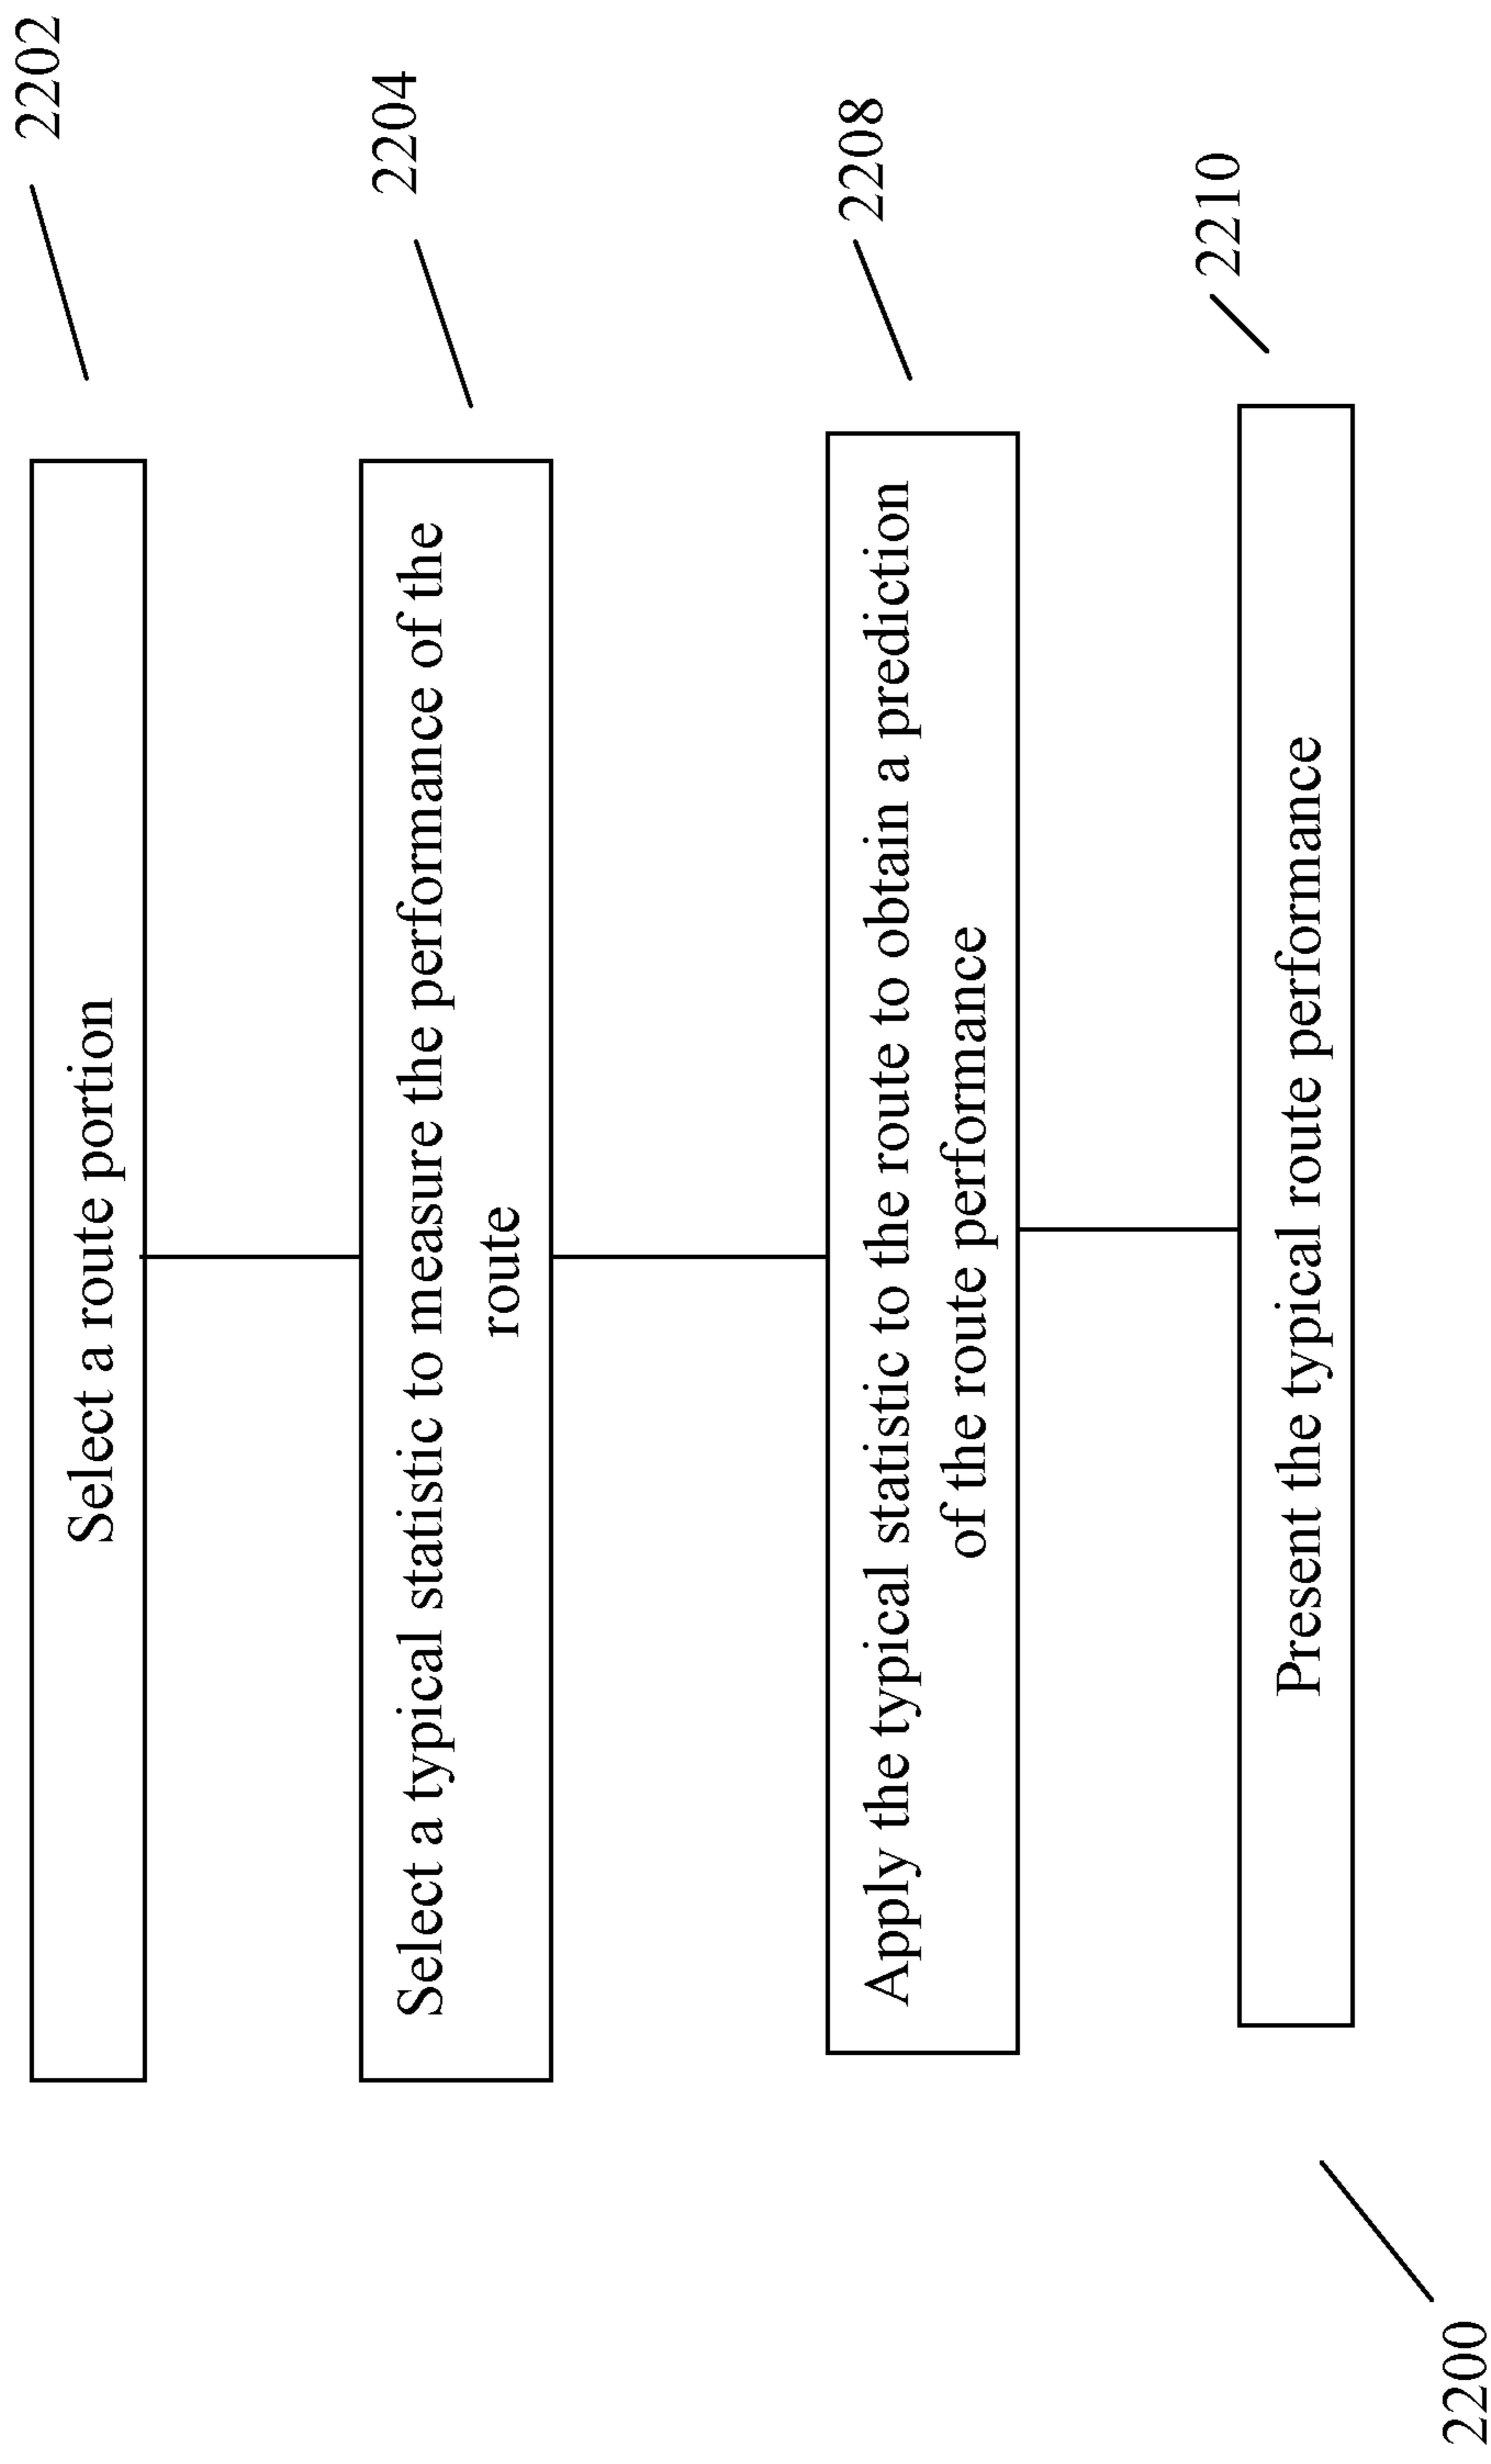 2202
Select a route portion
2204
Select a typical statistic to measure the performance of the
route
2208
Apply the typical statistic to the route to obtain a prediction
of the route performance
2210
Present the typical route performance
2200